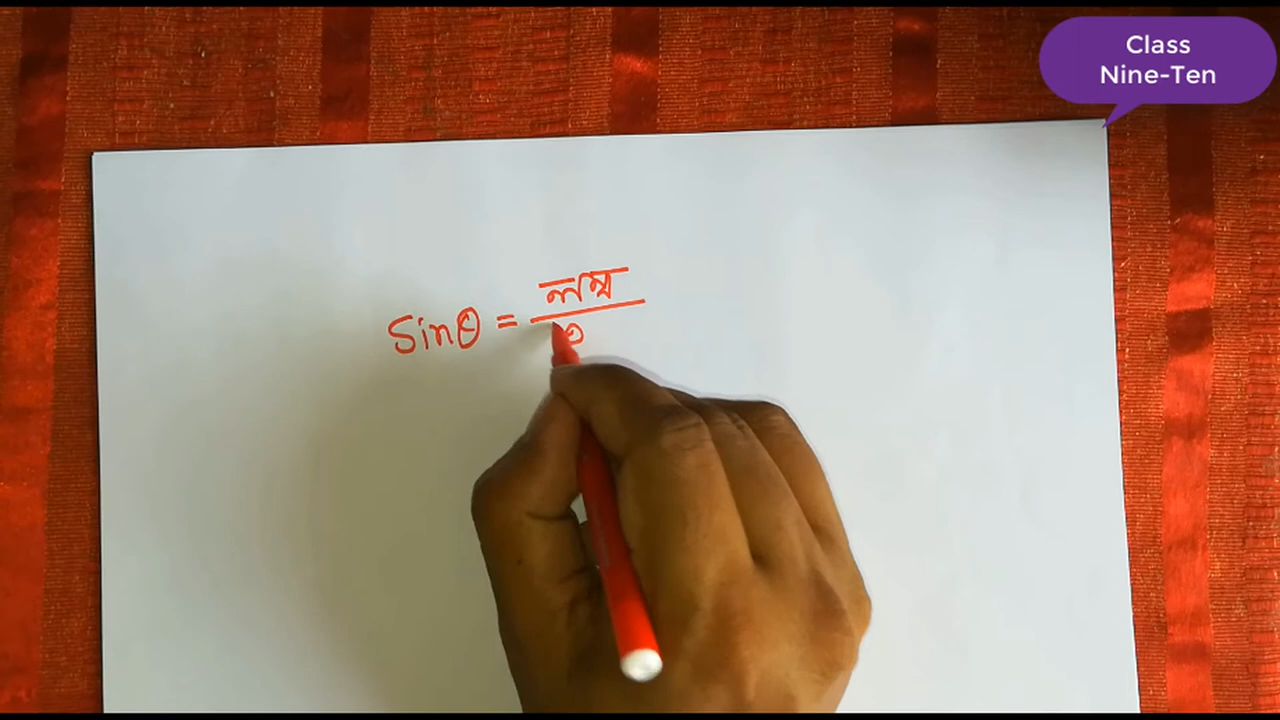 Class
Nine-Ten
Sinθ = লম্ব